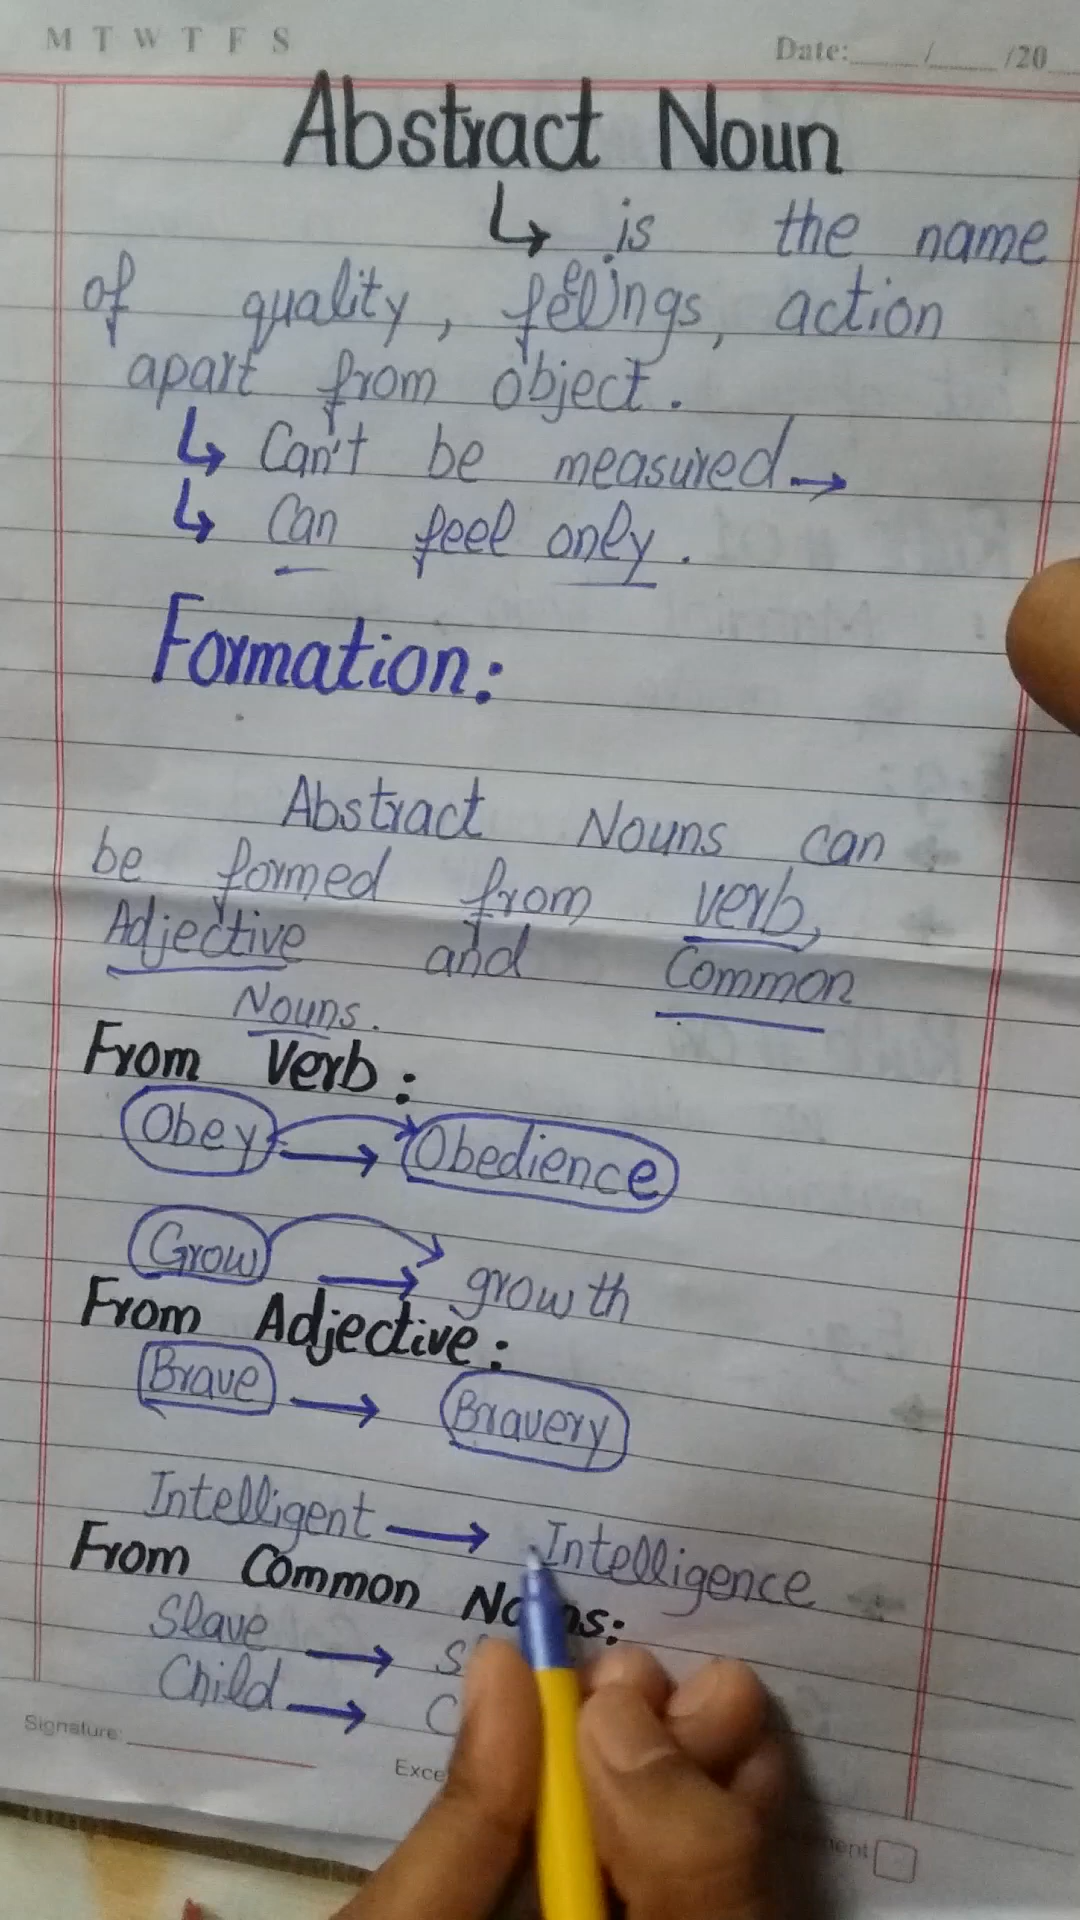 M T W T F S
Date:____/____/20
Abstract Noun
↳ is the name
of quality, feelings, action
apart from object.
↳ Can't be measured →
↳ Can feel only.
Formation:
Abstract Nouns can
be formed from verb,
Adjective and Common
Nouns.
From Verb:
Obey → Obedience
Grow → growth
From Adjective:
Brave → Bravery
Intelligent → Intelligence
From Common
Slave →
Child →
Signature: